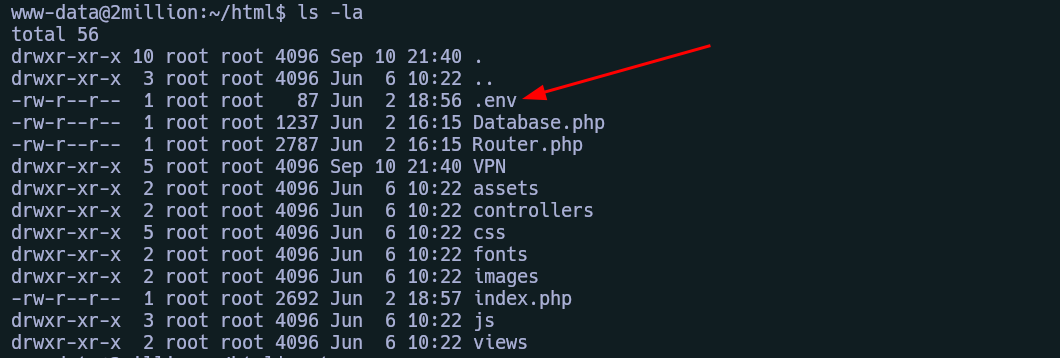 www-data@2million:~/html$ ls -la
total 56
drwxr-xr-x 10 root root 4096 Sep 10 21:40 .
drwxr-xr-x  3 root root 4096 Jun  6 10:22 ..
-rw-r--r--  1 root root   87 Jun  2 18:56 .env
-rw-r--r--  1 root root 1237 Jun  2 16:15 Database.php
-rw-r--r--  1 root root 2787 Jun  2 16:15 Router.php
drwxr-xr-x  5 root root 4096 Sep 10 21:40 VPN
drwxr-xr-x  2 root root 4096 Jun  6 10:22 assets
drwxr-xr-x  2 root root 4096 Jun  6 10:22 controllers
drwxr-xr-x  5 root root 4096 Jun  6 10:22 css
drwxr-xr-x  2 root root 4096 Jun  6 10:22 fonts
drwxr-xr-x  2 root root 4096 Jun  6 10:22 images
-rw-r--r--  1 root root 2692 Jun  2 18:57 index.php
drwxr-xr-x  3 root root 4096 Jun  6 10:22 js
drwxr-xr-x  2 root root 4096 Jun  6 10:22 views